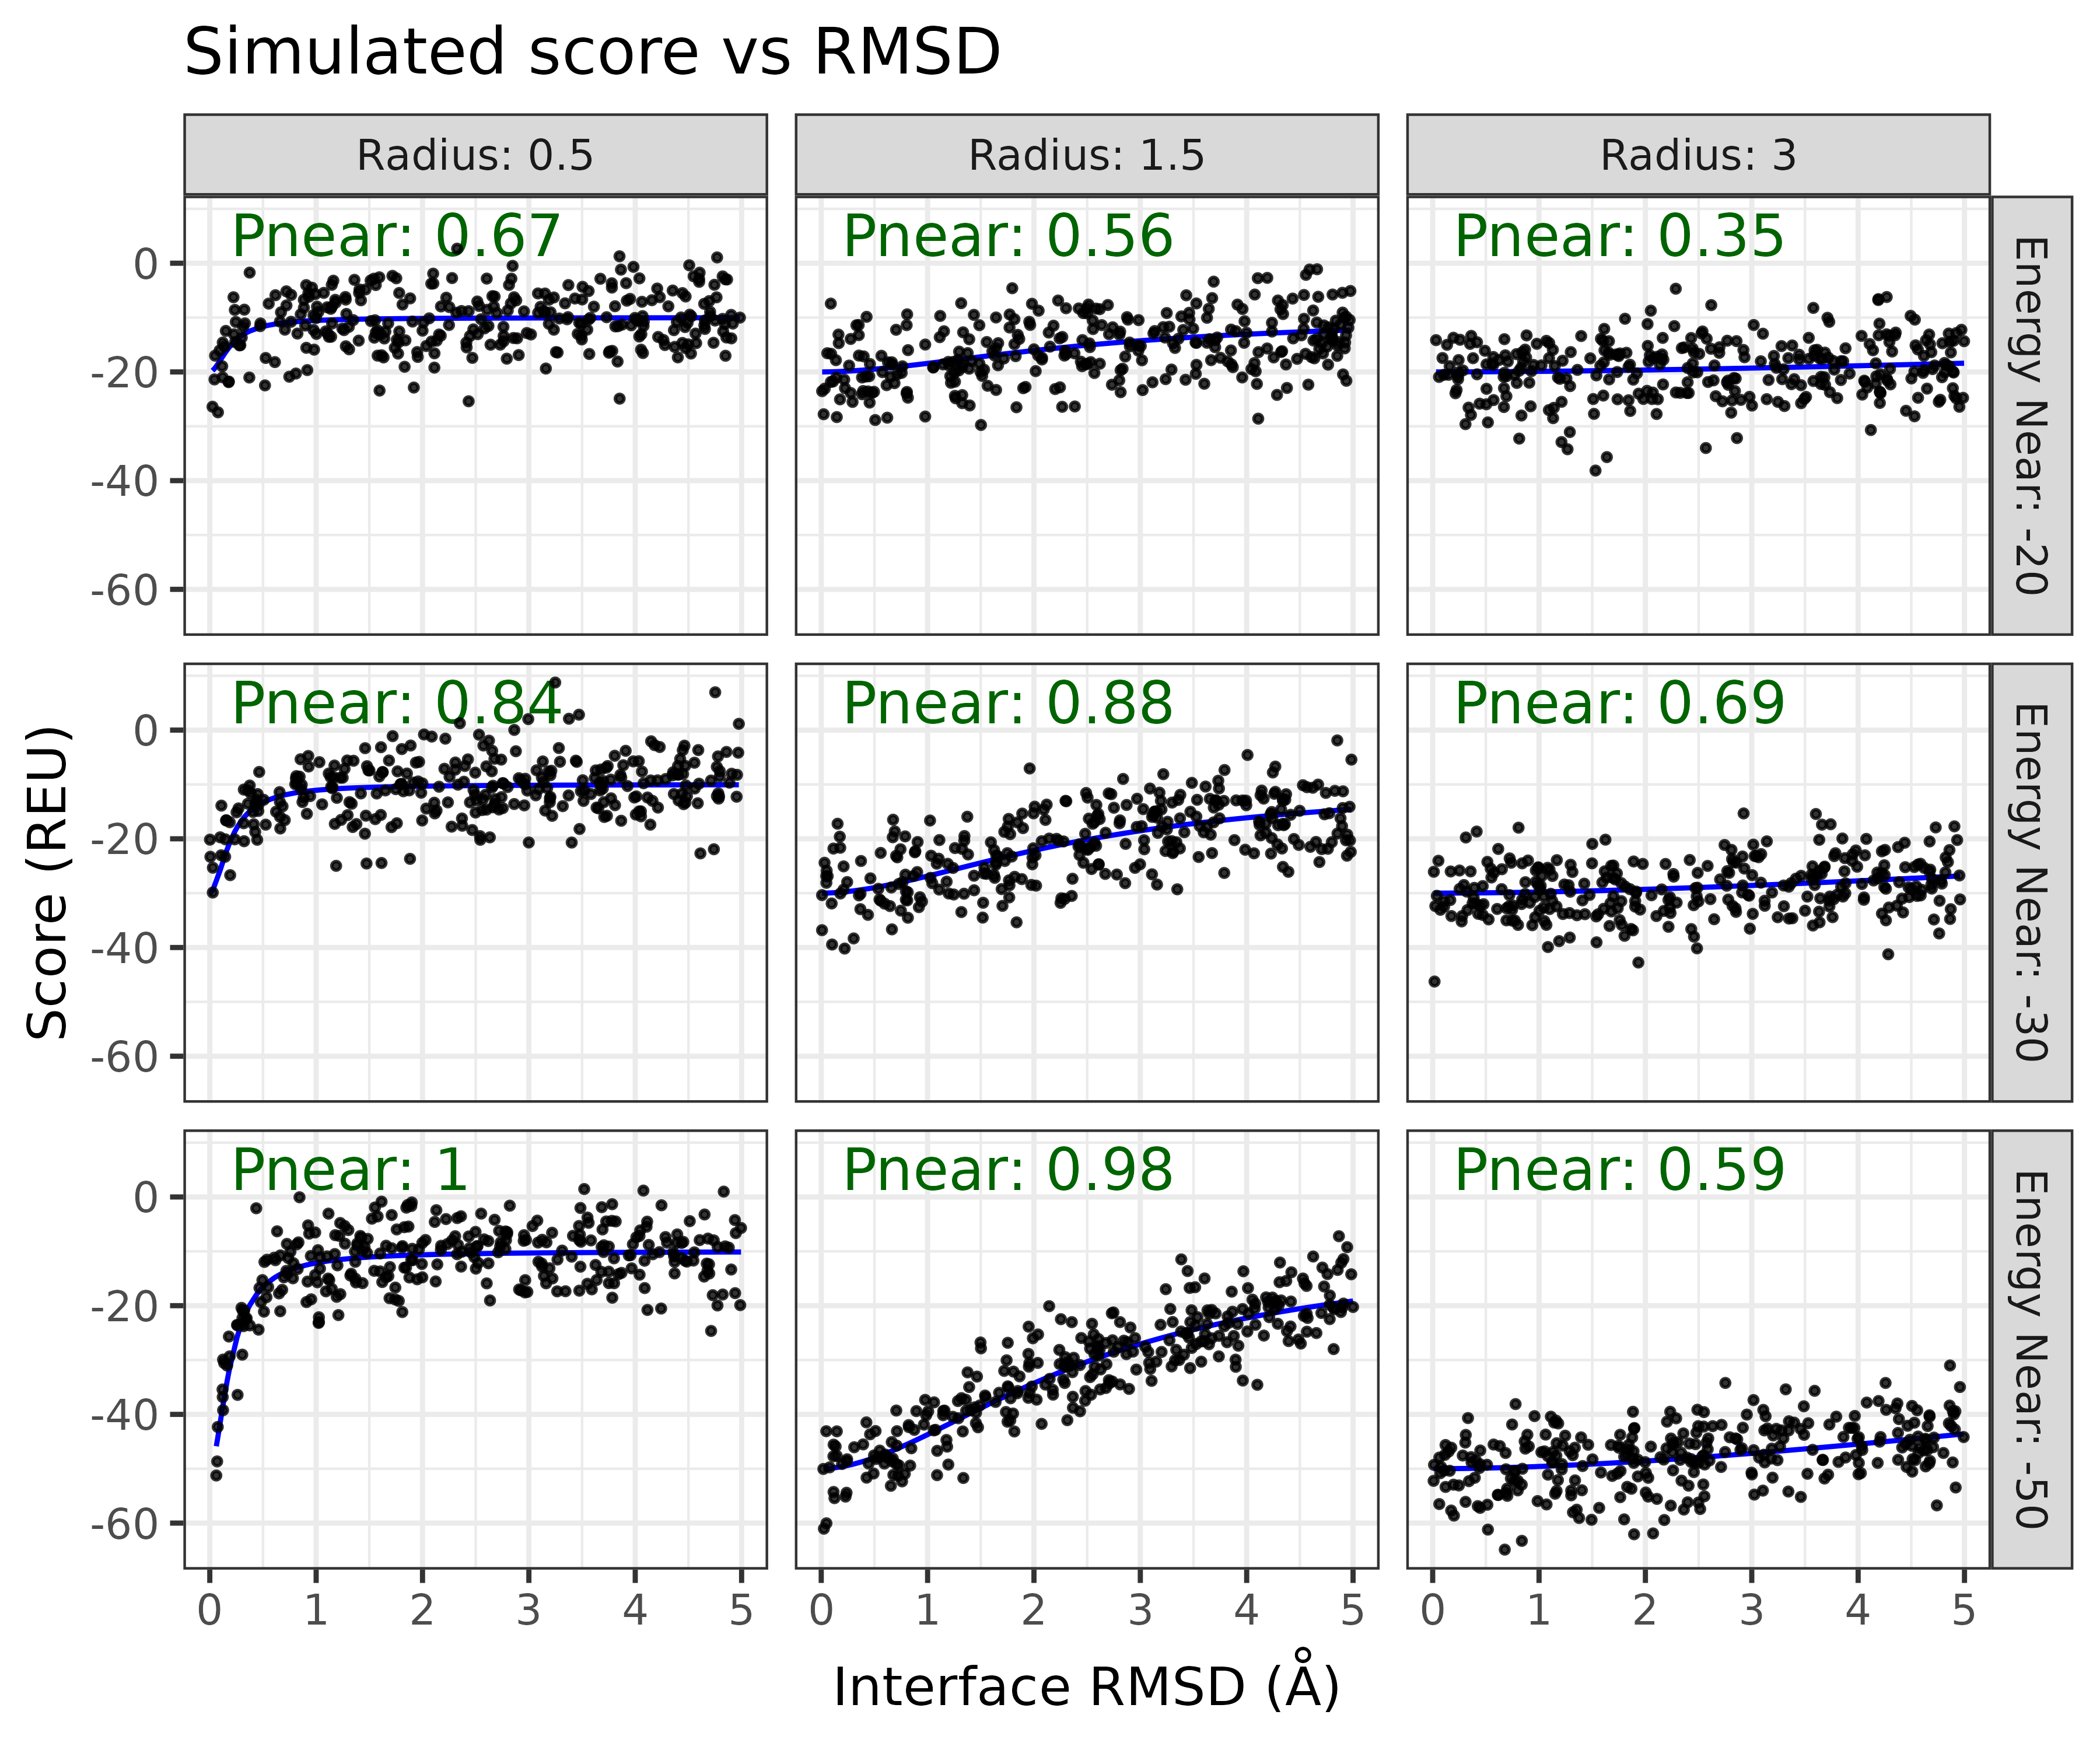 Simulated score vs RMSD
Radius: 0.5
Radius: 1.5
Radius: 3
Pnear: 0.67
Pnear: 0.56
Pnear: 0.35
Energy Near: -20
0
-20
-40
-60
Pnear: 0.84
Pnear: 0.88
Pnear: 0.69
Energy Near: -30
0
-20
-40
-60
Score (REU)
Pnear: 1
Pnear: 0.98
Pnear: 0.59
Energy Near: -50
0
-20
-40
-60
0 1 2 3 4 5
0 1 2 3 4 5
0 1 2 3 4 5
Interface RMSD (Å)